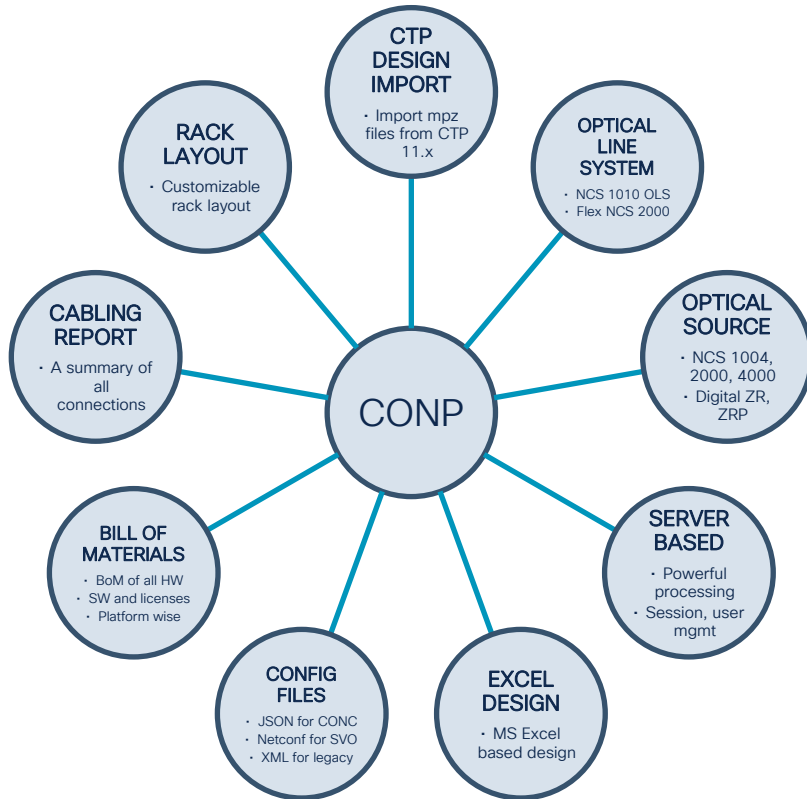 CTP
DESIGN
IMPORT
· Import mpz
files from CTP
11.x
OPTICAL
LINE
SYSTEM
· NCS 1010 OLS
· Flex NCS 2000
OPTICAL
SOURCE
· NCS 1004,
2000, 4000
· Digital ZR,
ZRP
SERVER
BASED
· Powerful
processing
· Session, user
mgmt
EXCEL
DESIGN
· MS Excel
based design
CONFIG
FILES
· JSON for CONC
· Netconf for SVO
· XML for legacy
BILL OF
MATERIALS
· BoM of all HW
· SW and licenses
· Platform wise
CABLING
REPORT
· A summary of
all
connections
RACK
LAYOUT
· Customizable
rack layout
CONP